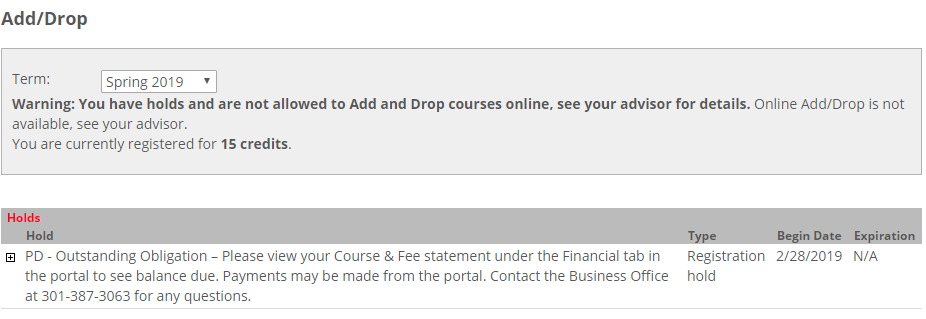 Add/Drop
Term: Spring 2019
Warning: You have holds and are not allowed to Add and Drop courses online, see your advisor for details. Online Add/Drop is not
available, see your advisor.
You are currently registered for 15 credits.
Holds
Hold Type Begin Date Expiration
PD - Outstanding Obligation – Please view your Course & Fee statement under the Financial tab in Registration 2/28/2019 N/A
the portal to see balance due. Payments may be made from the portal. Contact the Business Office hold
at 301-387-3063 for any questions.